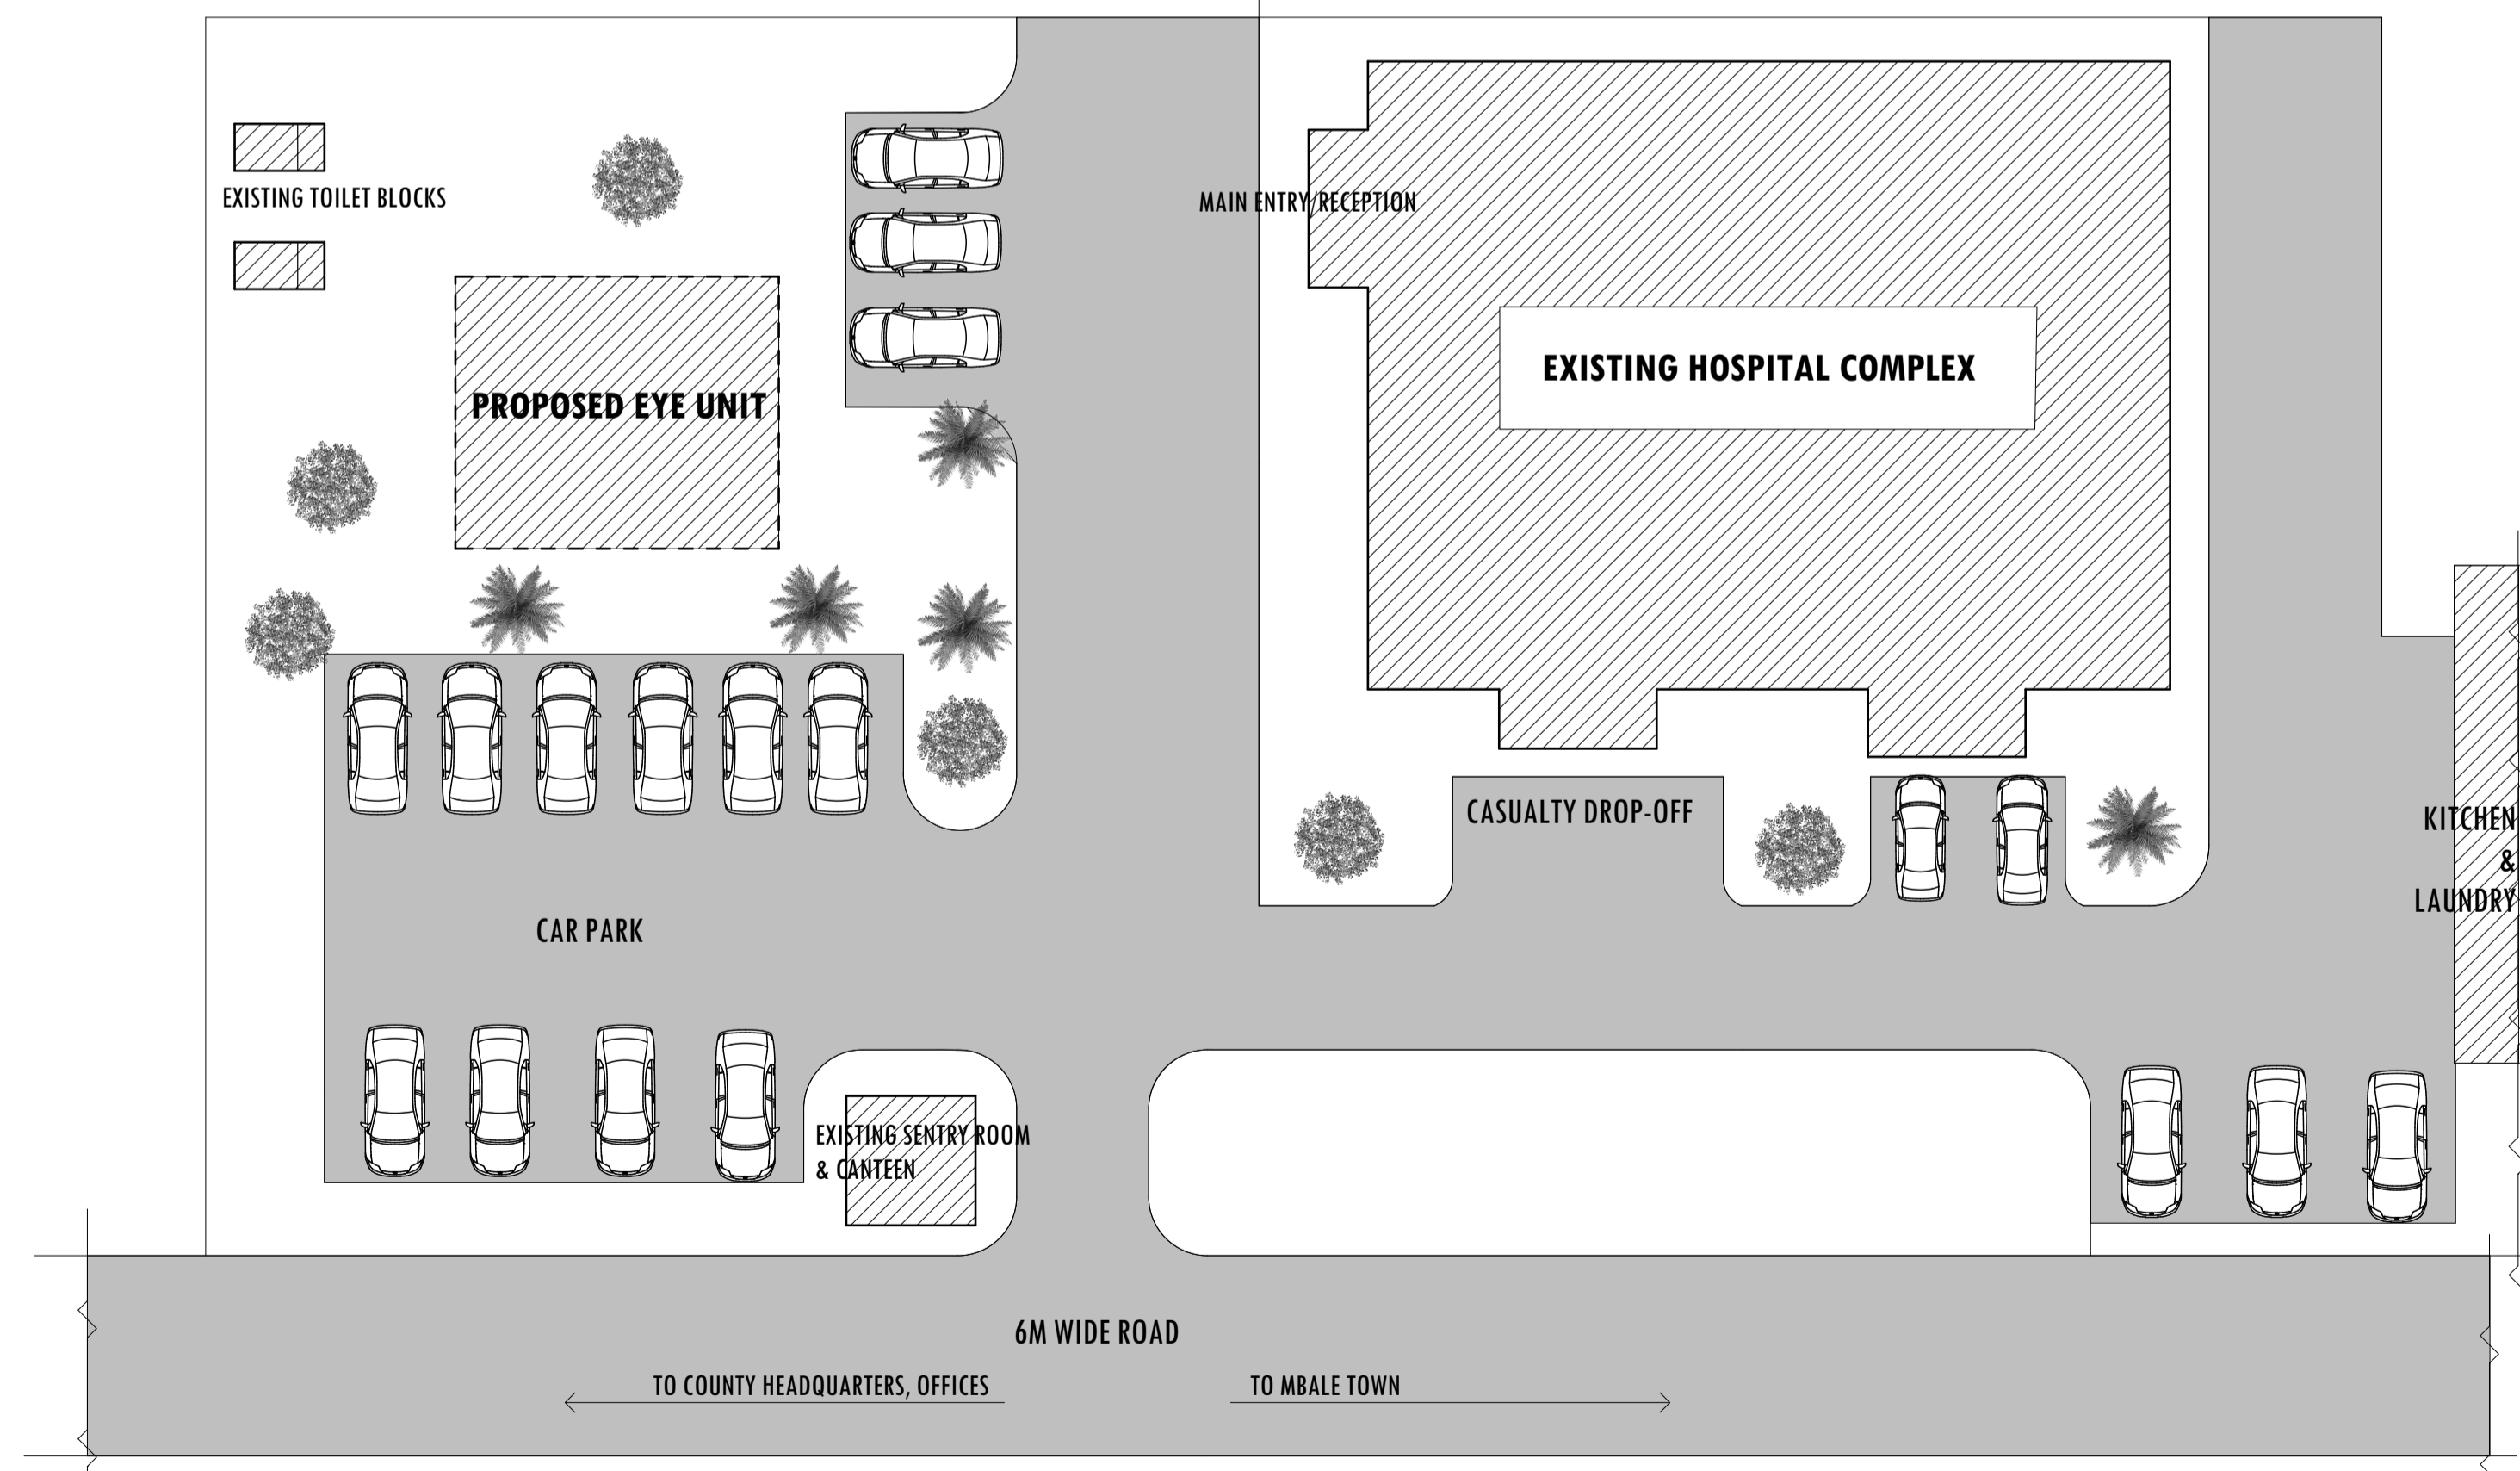 EXISTING TOILET BLOCKS
MAIN ENTRY/RECEPTION
EXISTING HOSPITAL COMPLEX
PROPOSED EYE UNIT
CASUALTY DROP-OFF
KITCHEN
&
LAUNDRY
CAR PARK
EXISTING SENTRY ROOM
& CANTEEN
6M WIDE ROAD
TO COUNTY HEADQUARTERS, OFFICES
TO MBALE TOWN